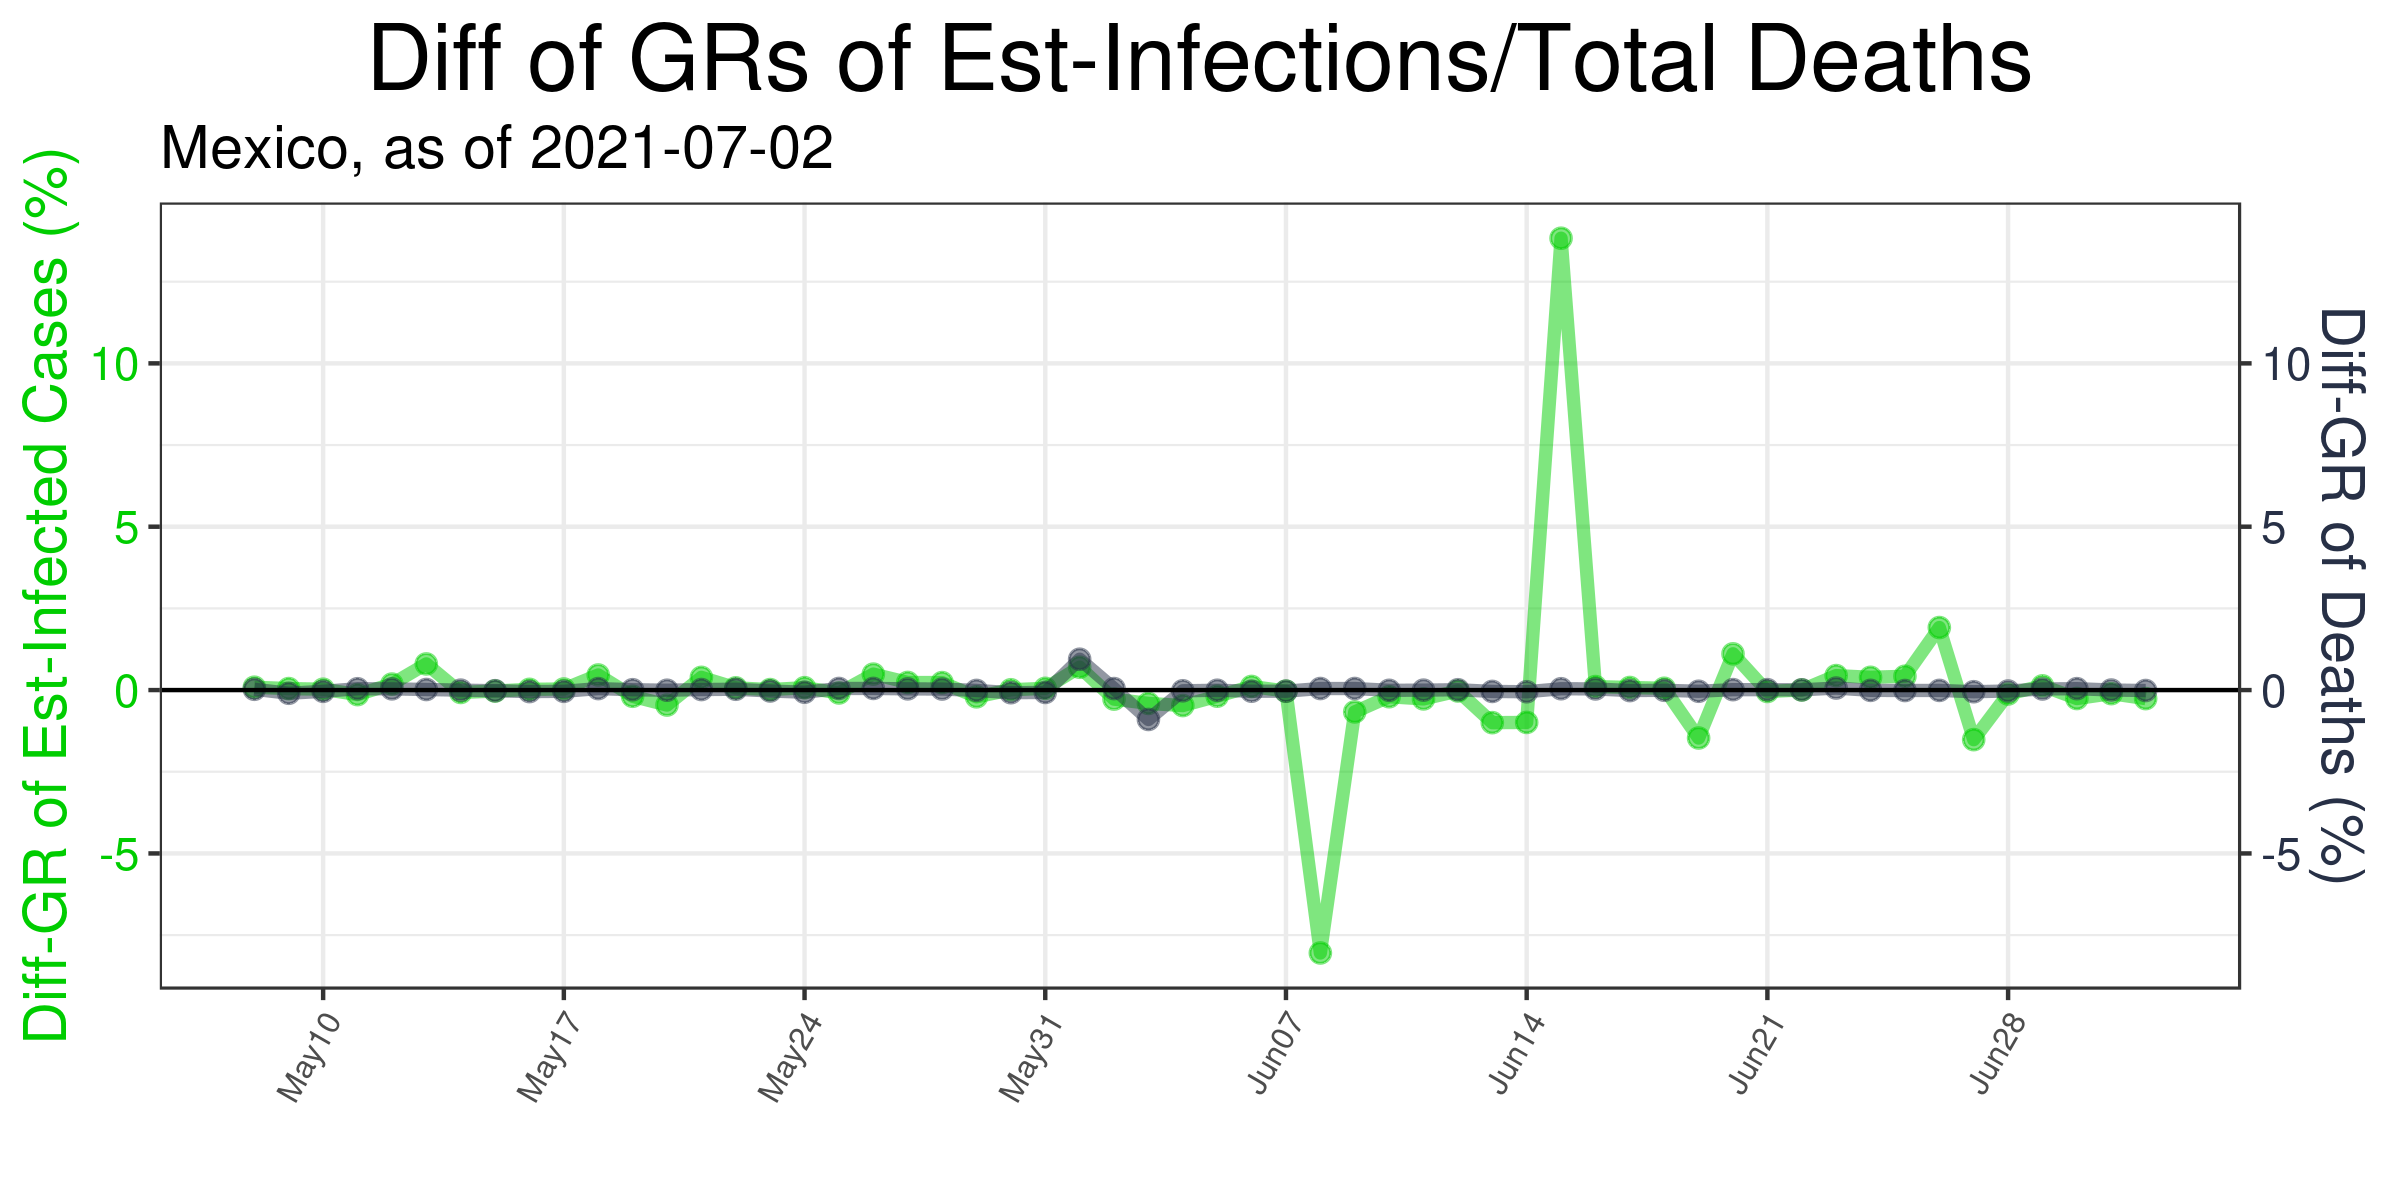 Diff of GRs of Est-Infections/Total Deaths
Mexico, as of 2021-07-02
Diff-GR of Est-Infected Cases (%)
10
5
0
-5
10
5
0
-5
Diff-GR of Deaths (%)
May10
May17
May24
May31
Jun07
Jun14
Jun21
Jun28